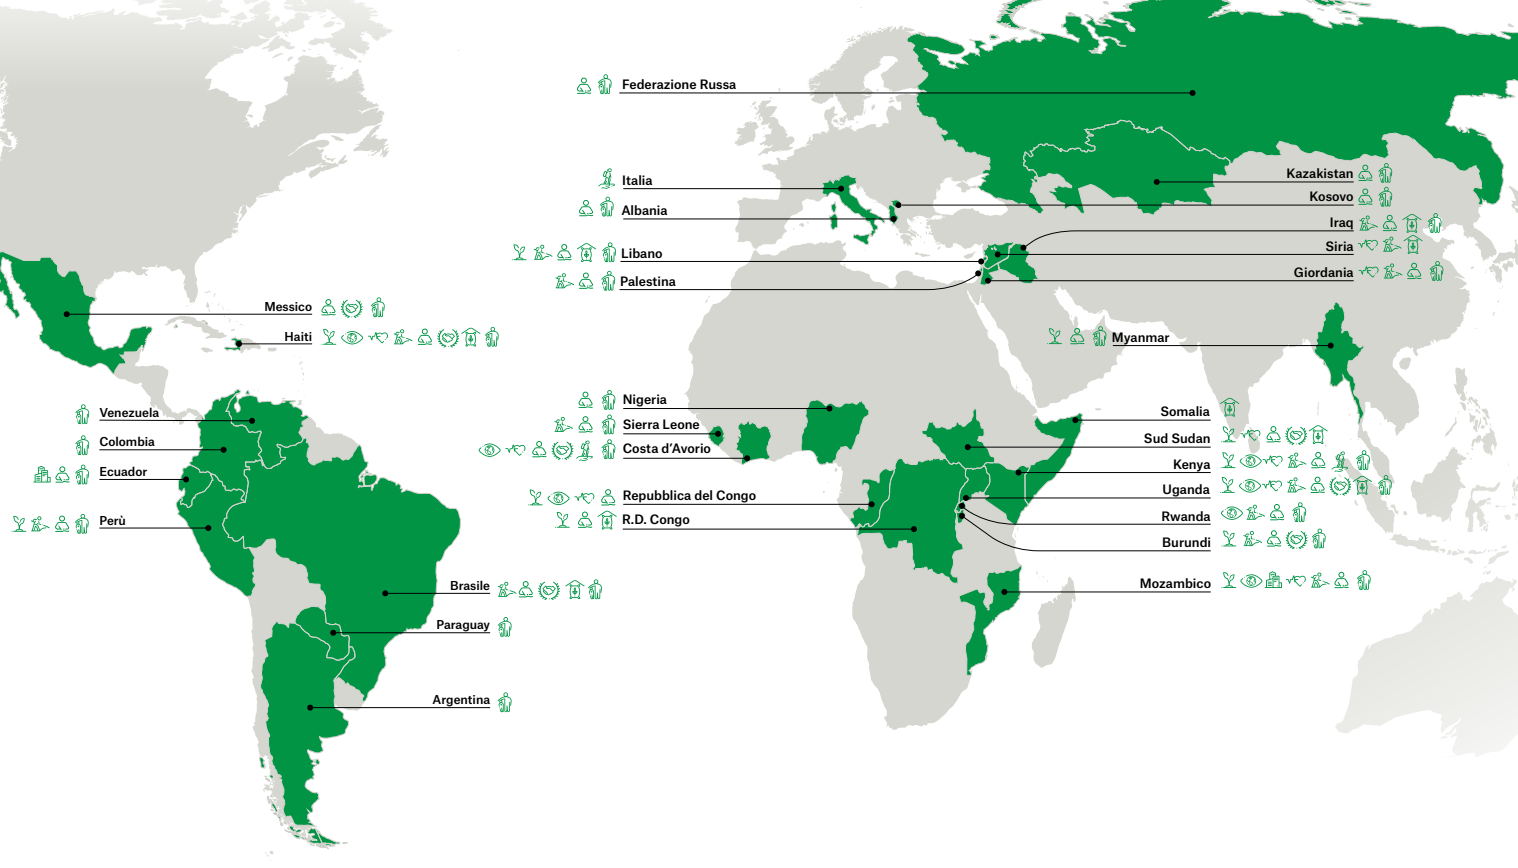 Federazione Russa
Italia
Albania
Libano
Palestina
Kazakistan
Kosovo
Iraq
Siria
Giordania
Messico
Haiti
Myanmar
Venezuela
Colombia
Ecuador
Perù
Brasile
Paraguay
Argentina
Nigeria
Sierra Leone
Costa d'Avorio
Repubblica del Congo
R.D. Congo
Somalia
Sud Sudan
Kenya
Uganda
Rwanda
Burundi
Mozambico